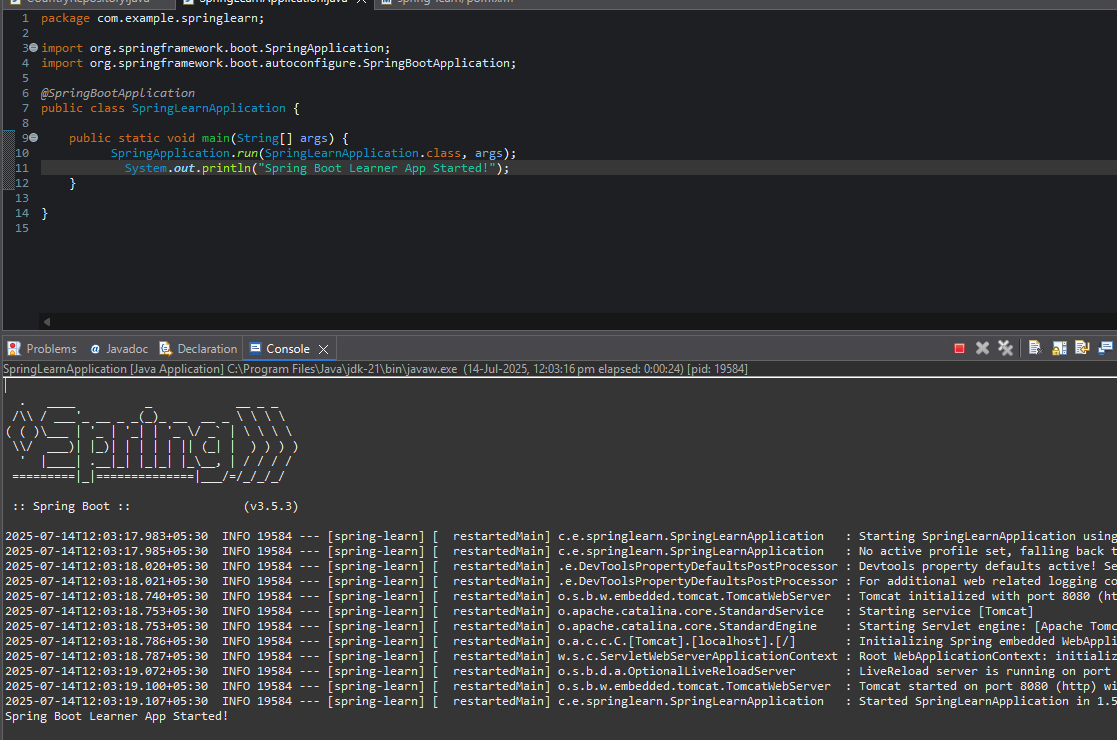 CountryRepository.java SpringLearnApplication.java spring-learn/pom.xml
1 package com.example.springlearn;
2
3 import org.springframework.boot.SpringApplication;
4 import org.springframework.boot.autoconfigure.SpringBootApplication;
5
6 @SpringBootApplication
7 public class SpringLearnApplication {
8
9 public static void main(String[] args) {
10 SpringApplication.run(SpringLearnApplication.class, args);
11 System.out.println("Spring Boot Learner App Started!");
12 }
13
14 }
15
Problems @ Javadoc Declaration Console
SpringLearnApplication [Java Application] C:\Program Files\Java\jdk-21\bin\javaw.exe (14-Jul-2025, 12:03:16 pm elapsed: 0:00:24) [pid: 19584]
  .   ____          _            __ _ _
 /\\ / ___'_ __ _ _(_)_ __  __ _ \ \ \ \
( ( )\___ | '_ | '_| | '_ \/ _` | \ \ \ \
 \\/  ___)| |_)| | | | | || (_| |  ) ) ) )
  '  |____| .__|_| |_|_| |_\__, | / / / /
 =========|_|==============|___/=/_/_/_/
:: Spring Boot :: (v3.5.3)
2025-07-14T12:03:17.983+05:30 INFO 19584 --- [spring-learn] [ restartedMain] c.e.springlearn.SpringLearnApplication : Starting SpringLearnApplication using
2025-07-14T12:03:17.985+05:30 INFO 19584 --- [spring-learn] [ restartedMain] c.e.springlearn.SpringLearnApplication : No active profile set, falling back t
2025-07-14T12:03:18.020+05:30 INFO 19584 --- [spring-learn] [ restartedMain] .e.DevToolsPropertyDefaultsPostProcessor : Devtools property defaults active! Se
2025-07-14T12:03:18.021+05:30 INFO 19584 --- [spring-learn] [ restartedMain] .e.DevToolsPropertyDefaultsPostProcessor : For additional web related logging co
2025-07-14T12:03:18.740+05:30 INFO 19584 --- [spring-learn] [ restartedMain] o.s.b.w.embedded.tomcat.TomcatWebServer : Tomcat initialized with port 8080 (ht
2025-07-14T12:03:18.753+05:30 INFO 19584 --- [spring-learn] [ restartedMain] o.apache.catalina.core.StandardService : Starting service [Tomcat]
2025-07-14T12:03:18.753+05:30 INFO 19584 --- [spring-learn] [ restartedMain] o.apache.catalina.core.StandardEngine : Starting Servlet engine: [Apache Tomc
2025-07-14T12:03:18.786+05:30 INFO 19584 --- [spring-learn] [ restartedMain] o.a.c.c.C.[Tomcat].[localhost].[/] : Initializing Spring embedded WebAppli
2025-07-14T12:03:18.787+05:30 INFO 19584 --- [spring-learn] [ restartedMain] w.s.c.ServletWebServerApplicationContext : Root WebApplicationContext: initializ
2025-07-14T12:03:19.072+05:30 INFO 19584 --- [spring-learn] [ restartedMain] o.s.b.d.a.OptionalLiveReloadServer : LiveReload server is running on port
2025-07-14T12:03:19.100+05:30 INFO 19584 --- [spring-learn] [ restartedMain] o.s.b.w.embedded.tomcat.TomcatWebServer : Tomcat started on port 8080 (http) wi
2025-07-14T12:03:19.107+05:30 INFO 19584 --- [spring-learn] [ restartedMain] c.e.springlearn.SpringLearnApplication : Started SpringLearnApplication in 1.5
Spring Boot Learner App Started!